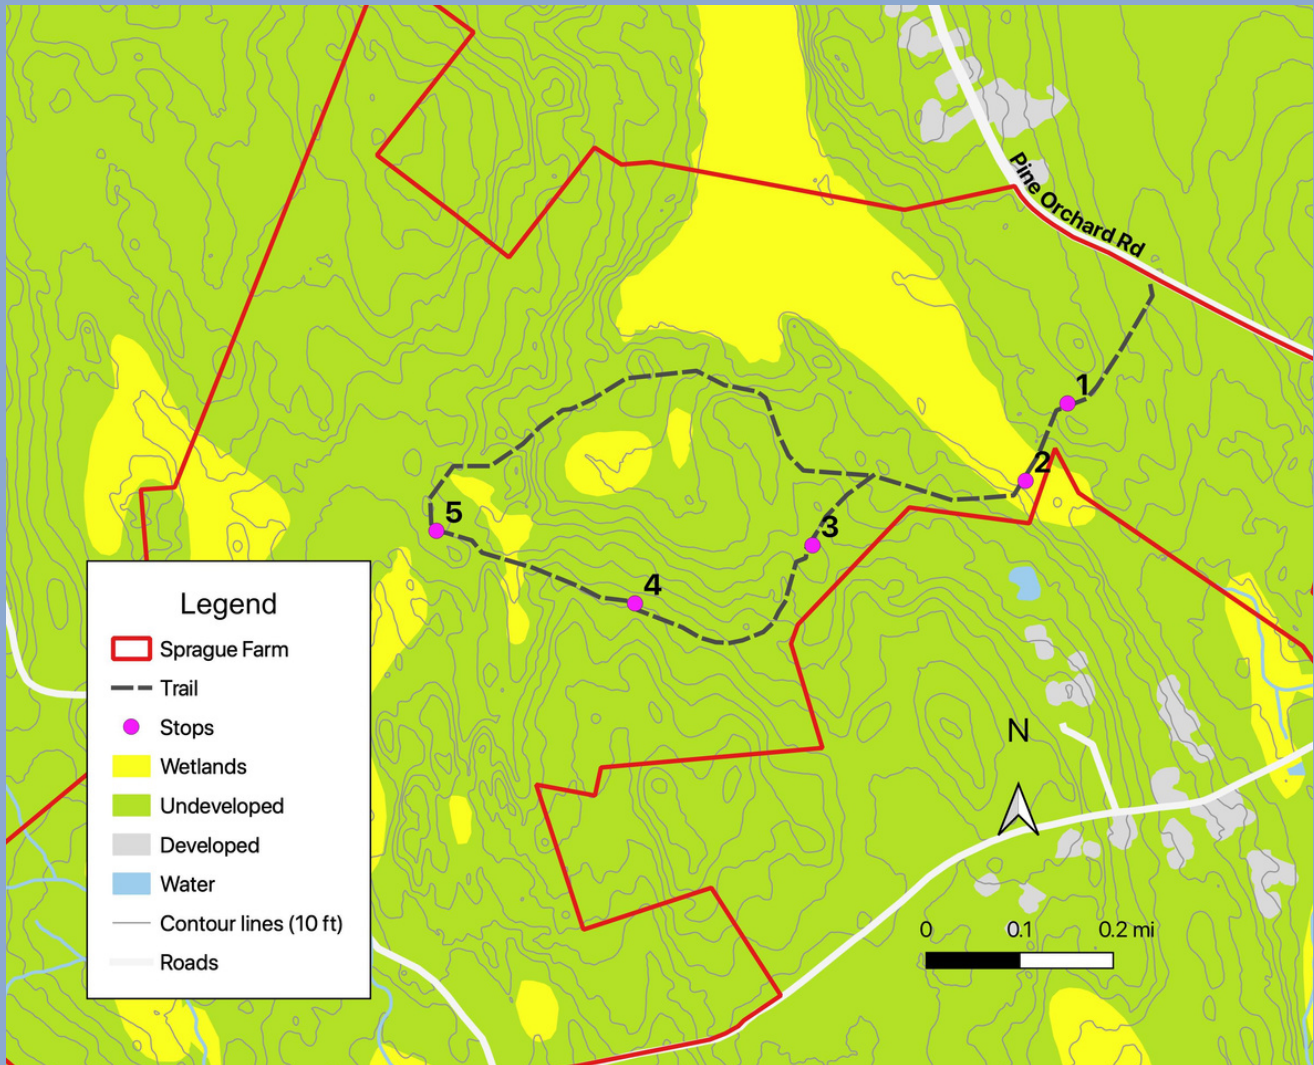 Pine Orchard Rd
1
2
3
4
5
Legend
Sprague Farm
Trail
Stops
Wetlands
Undeveloped
Developed
Water
Contour lines (10 ft)
Roads
N
0 0.1 0.2 mi